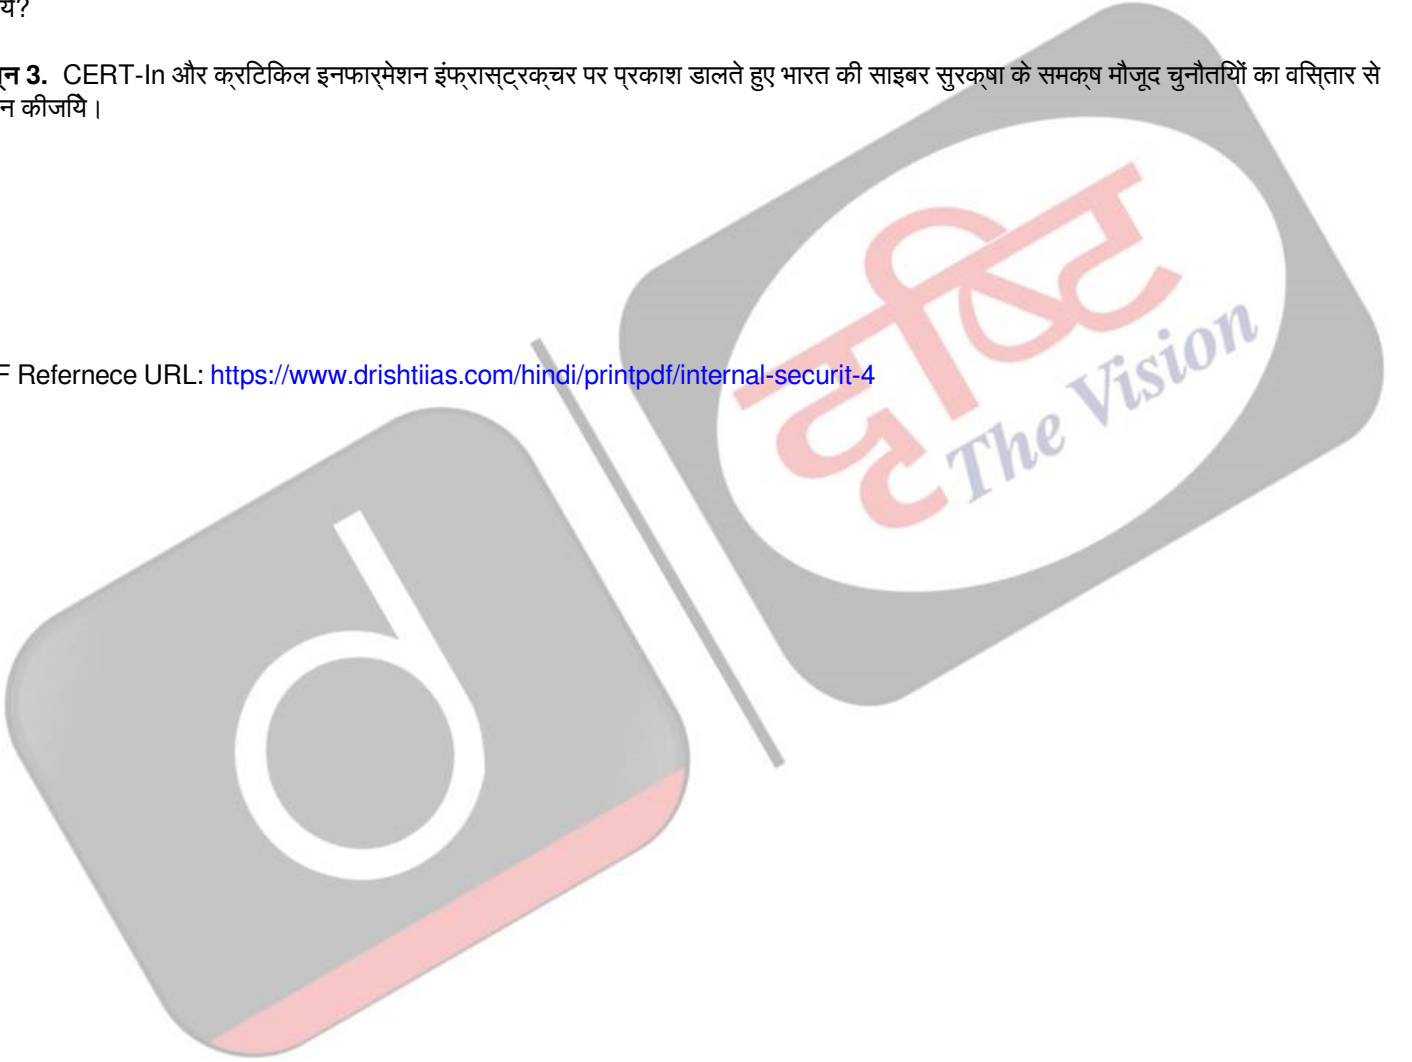 ये?
न 3. CERT-In और क्रिटिकल इनफार्मेशन इंफ्रास्ट्रक्चर पर प्रकाश डालते हुए भारत की साइबर सुरक्षा के समक्ष मौजूद चुनौतियों का विस्तार से
न कीजिये।
F Refernece URL: https://www.drishtiias.com/hindi/printpdf/internal-securit-4
दृष्टि
The Vision
d